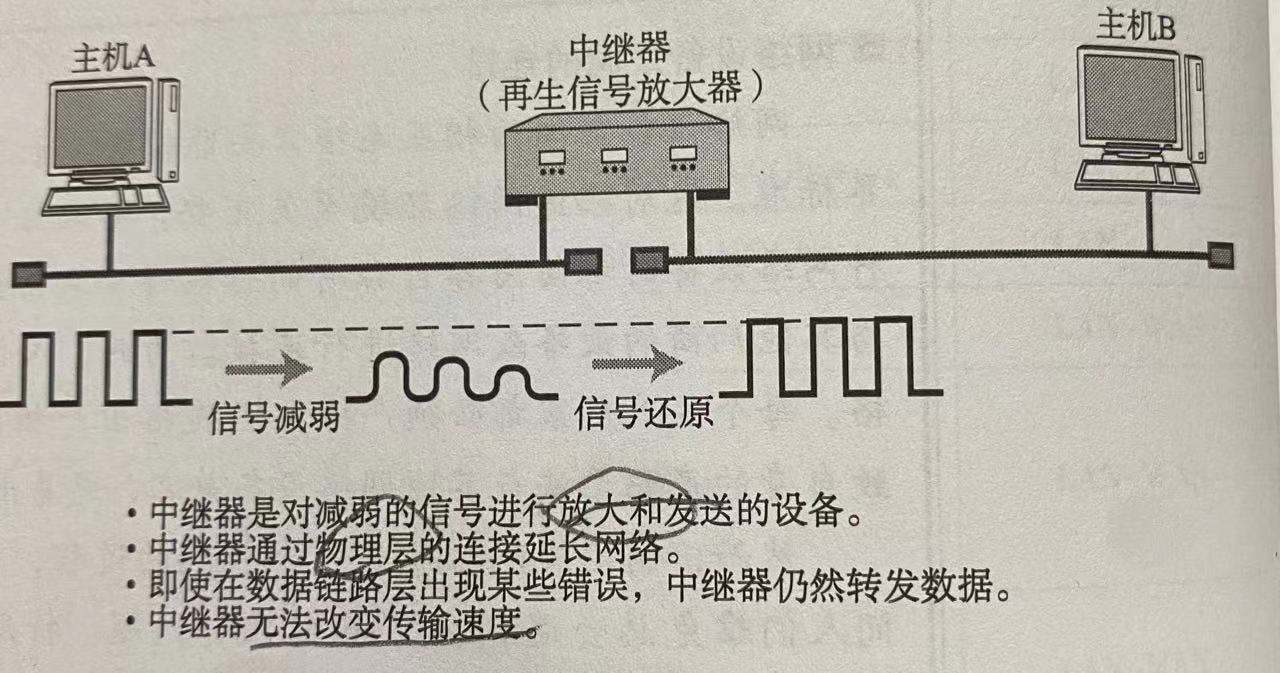 主机A
中继器
（再生信号放大器）
主机B
信号减弱
信号还原
・中继器是对减弱的信号进行放大和发送的设备。
・中继器通过物理层的连接延长网络。
・即使在数据链路层出现某些错误，中继器仍然转发数据。
・中继器无法改变传输速度。